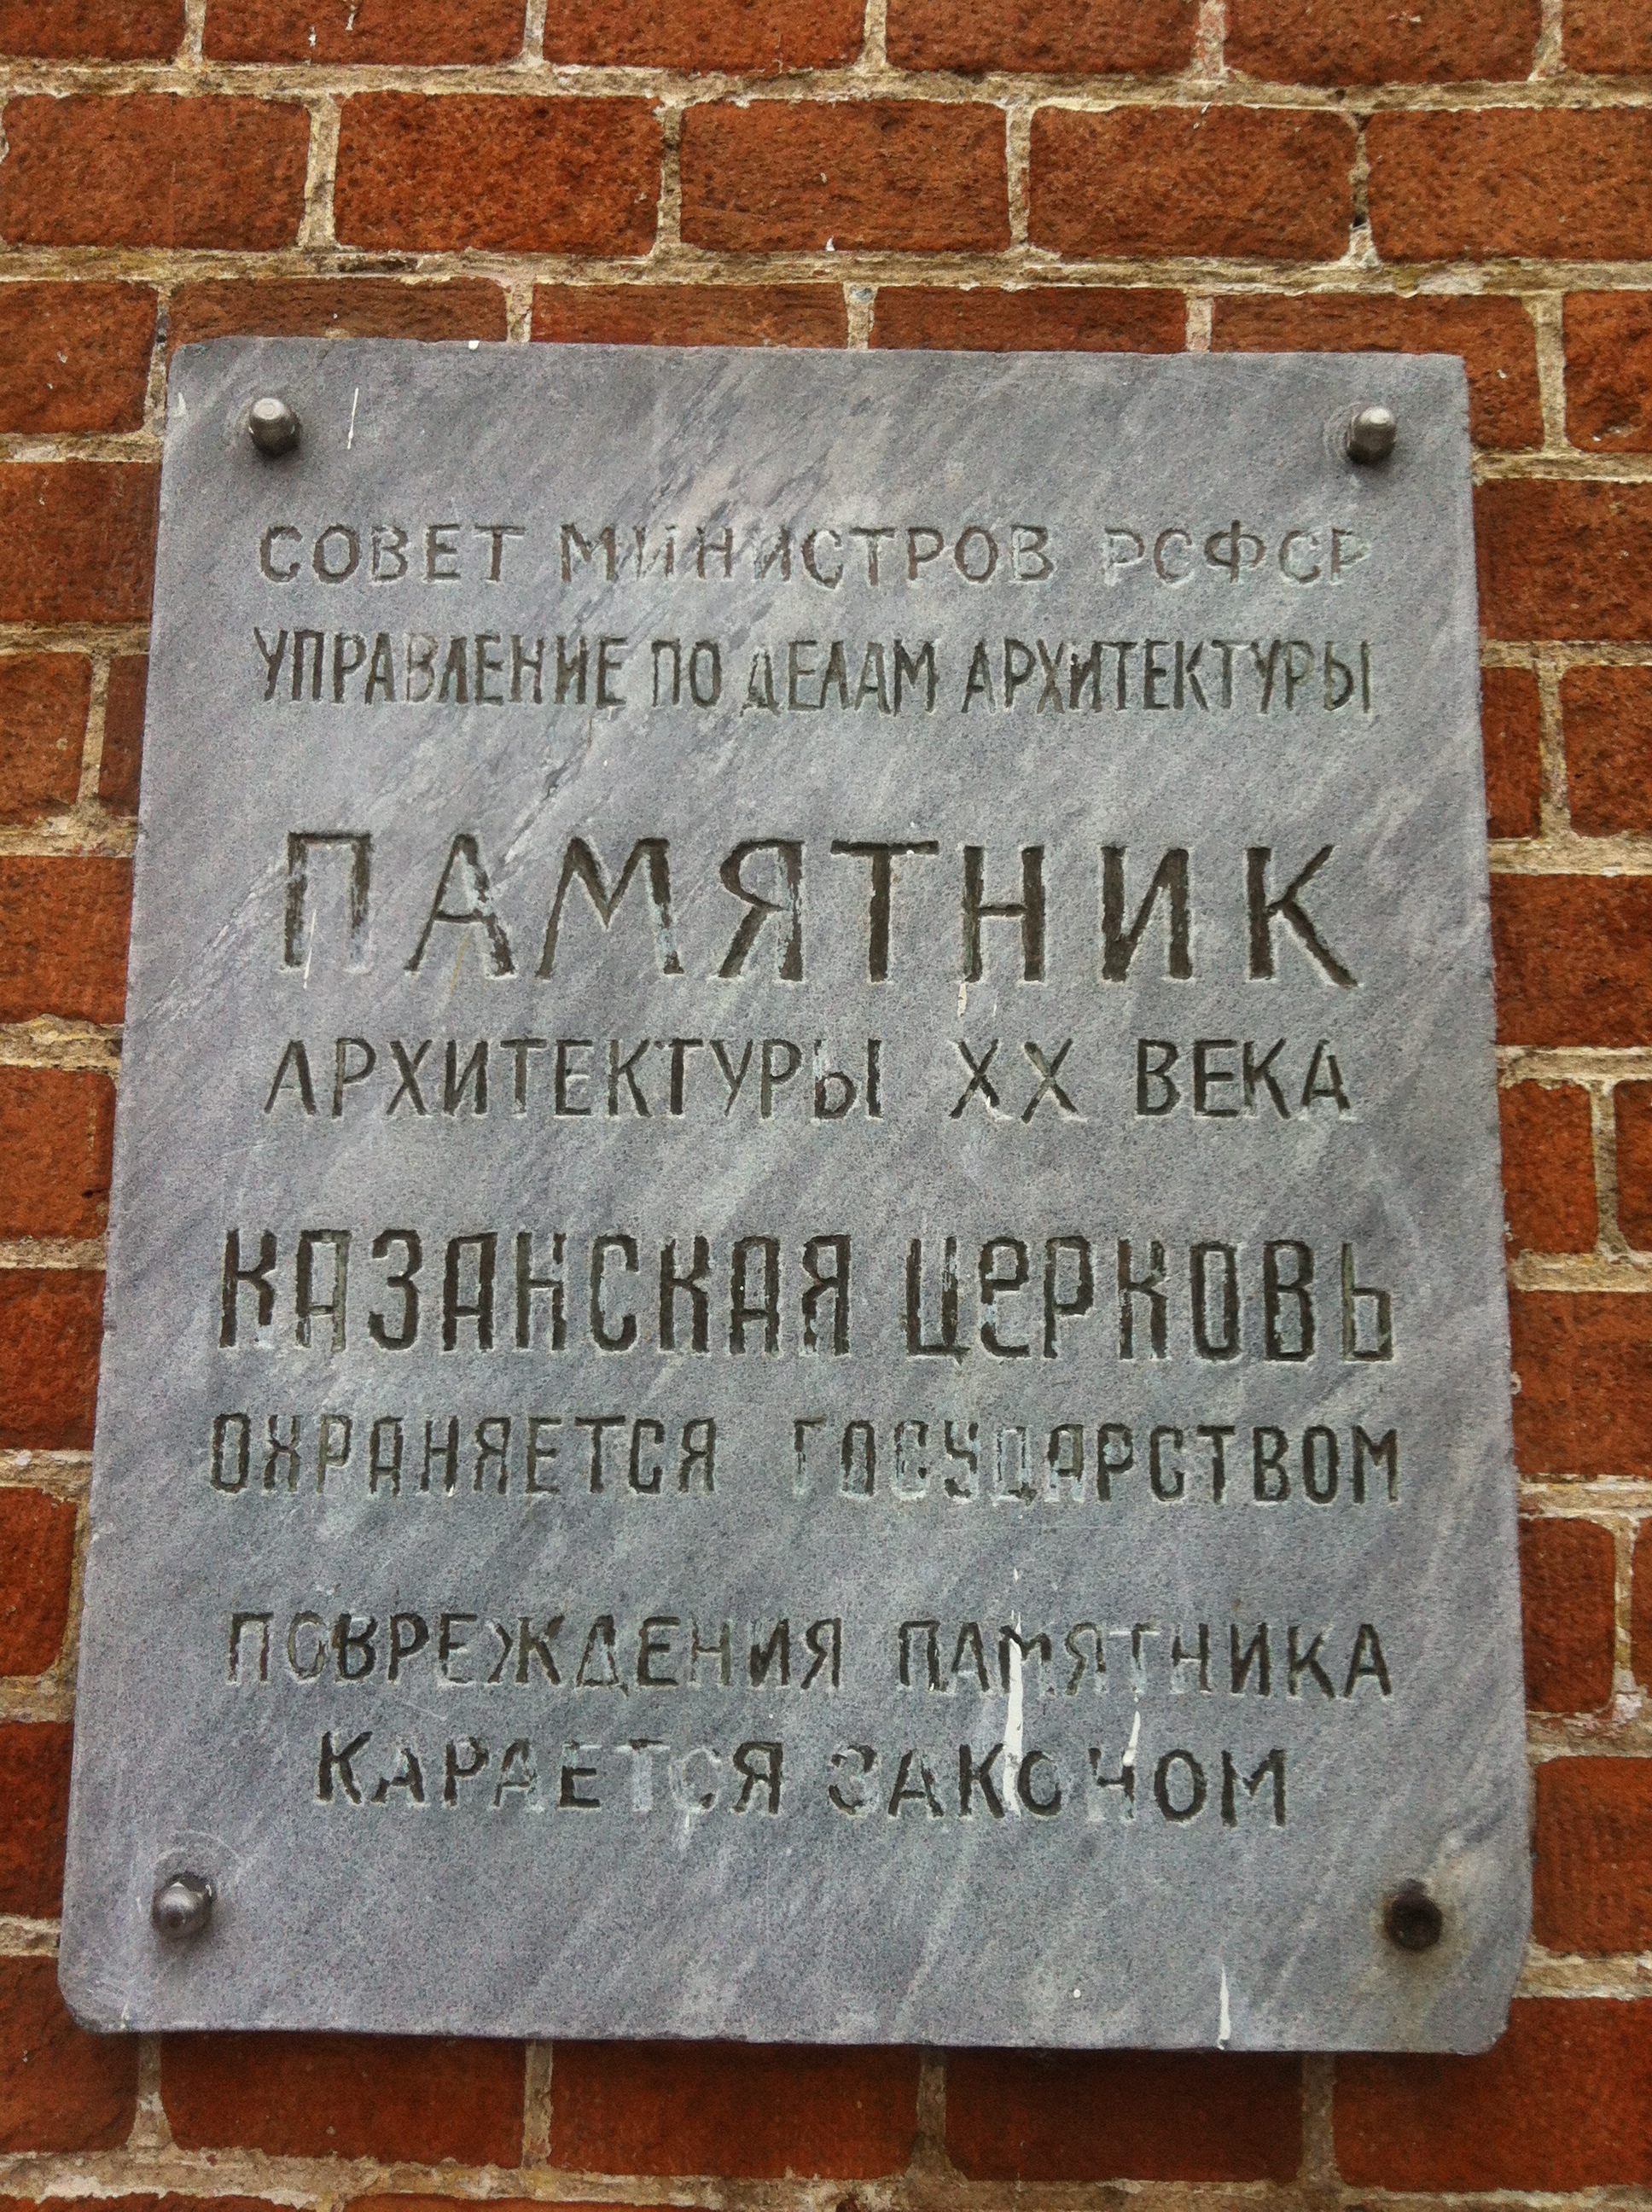 СОВЕТ МИНИСТРОВ РСФСР
УПРАВЛЕНИЕ ПО ДЕЛАМ АРХИТЕКТУРЫ
ПАМЯТНИК
АРХИТЕКТУРЫ XX ВЕКА
КАЗАНСКАЯ ЦЕРКОВЬ
ОХРАНЯЕТСЯ ГОСУДАРСТВОМ
ПОВРЕЖДЕНИЯ ПАМЯТНИКА
КАРАЕТСЯ ЗАКОНОМ